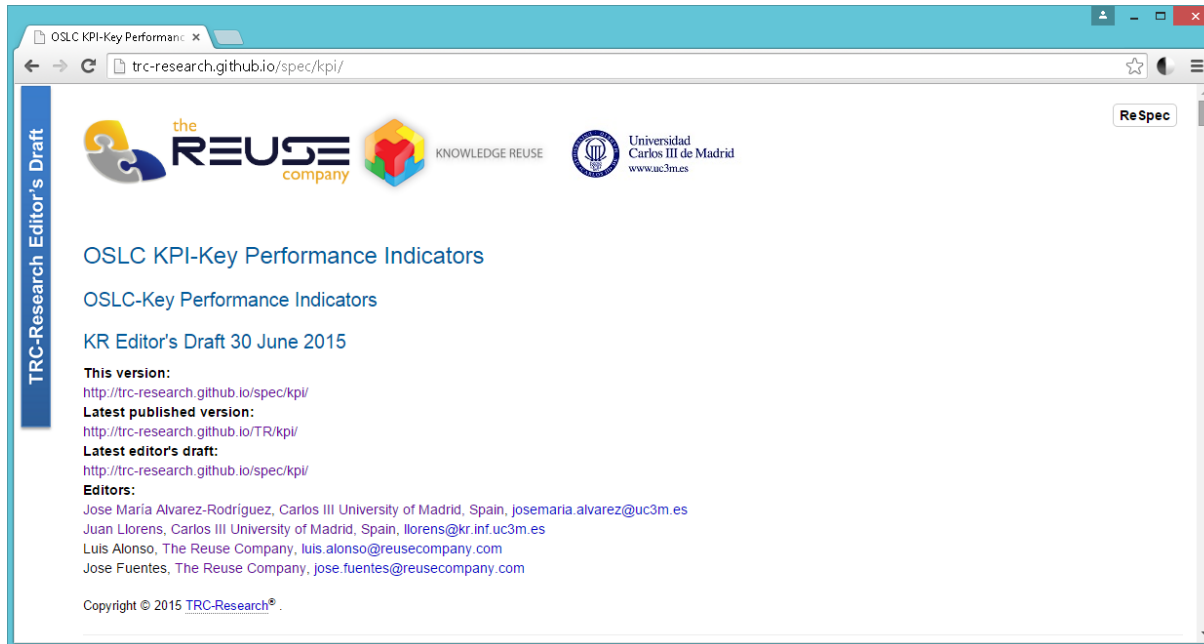 OSLC KPI-Key Performanc
trc-research.github.io/spec/kpi/
TRC-Research Editor's Draft
the
REUSE
company
KNOWLEDGE REUSE
Universidad
Carlos III de Madrid
www.uc3m.es
ReSpec
OSLC KPI-Key Performance Indicators
OSLC-Key Performance Indicators
KR Editor's Draft 30 June 2015
This version:
http://trc-research.github.io/spec/kpi/
Latest published version:
http://trc-research.github.io/TR/kpi/
Latest editor's draft:
http://trc-research.github.io/spec/kpi/
Editors:
Jose María Alvarez-Rodríguez, Carlos III University of Madrid, Spain, josemaria.alvarez@uc3m.es
Juan Llorens, Carlos III University of Madrid, Spain, llorens@kr.inf.uc3m.es
Luis Alonso, The Reuse Company, luis.alonso@reusecompany.com
Jose Fuentes, The Reuse Company, jose.fuentes@reusecompany.com
Copyright © 2015 TRC-Research® .